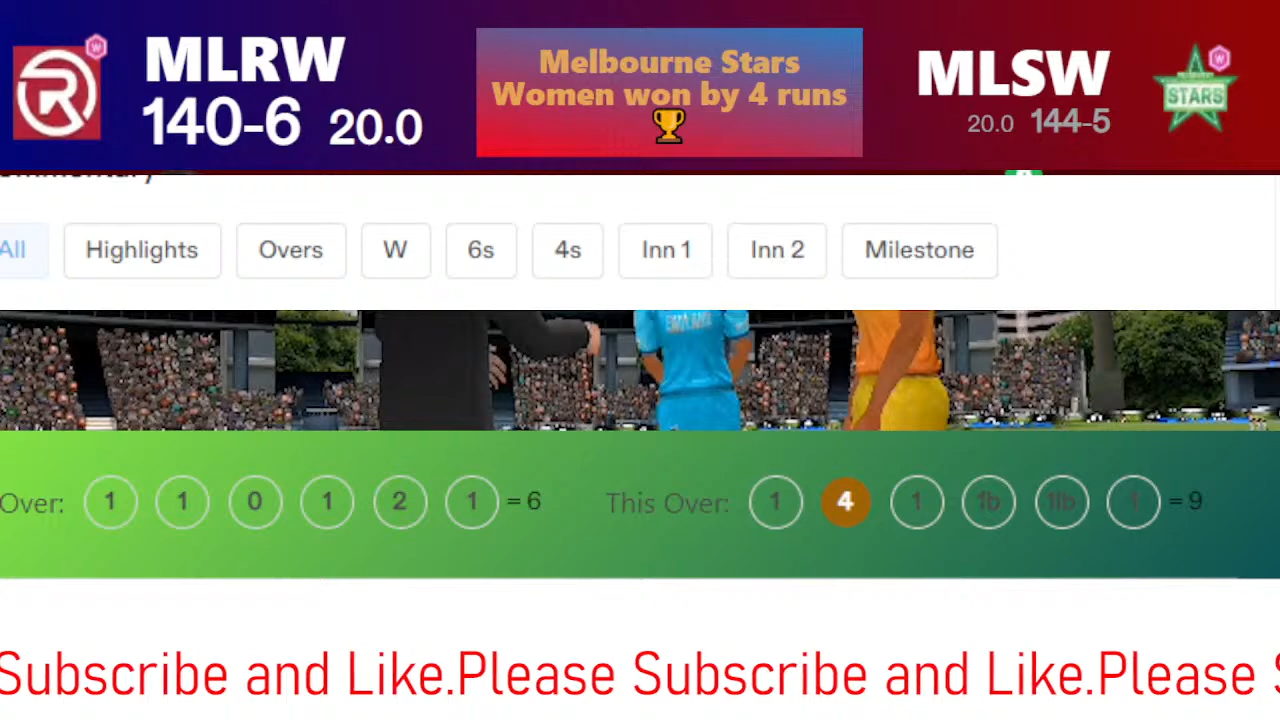 MLRW
140-6 20.0
Melbourne Stars
Women won by 4 runs
MLSW
20.0 144-5
STARS
All
Highlights
Overs
W
6s
4s
Inn 1
Inn 2
Milestone
Over: 1 1 0 1 2 1 = 6
This Over: 1 4 1 1b 1lb 1 = 9
Subscribe and Like.Please Subscribe and Like.Please S